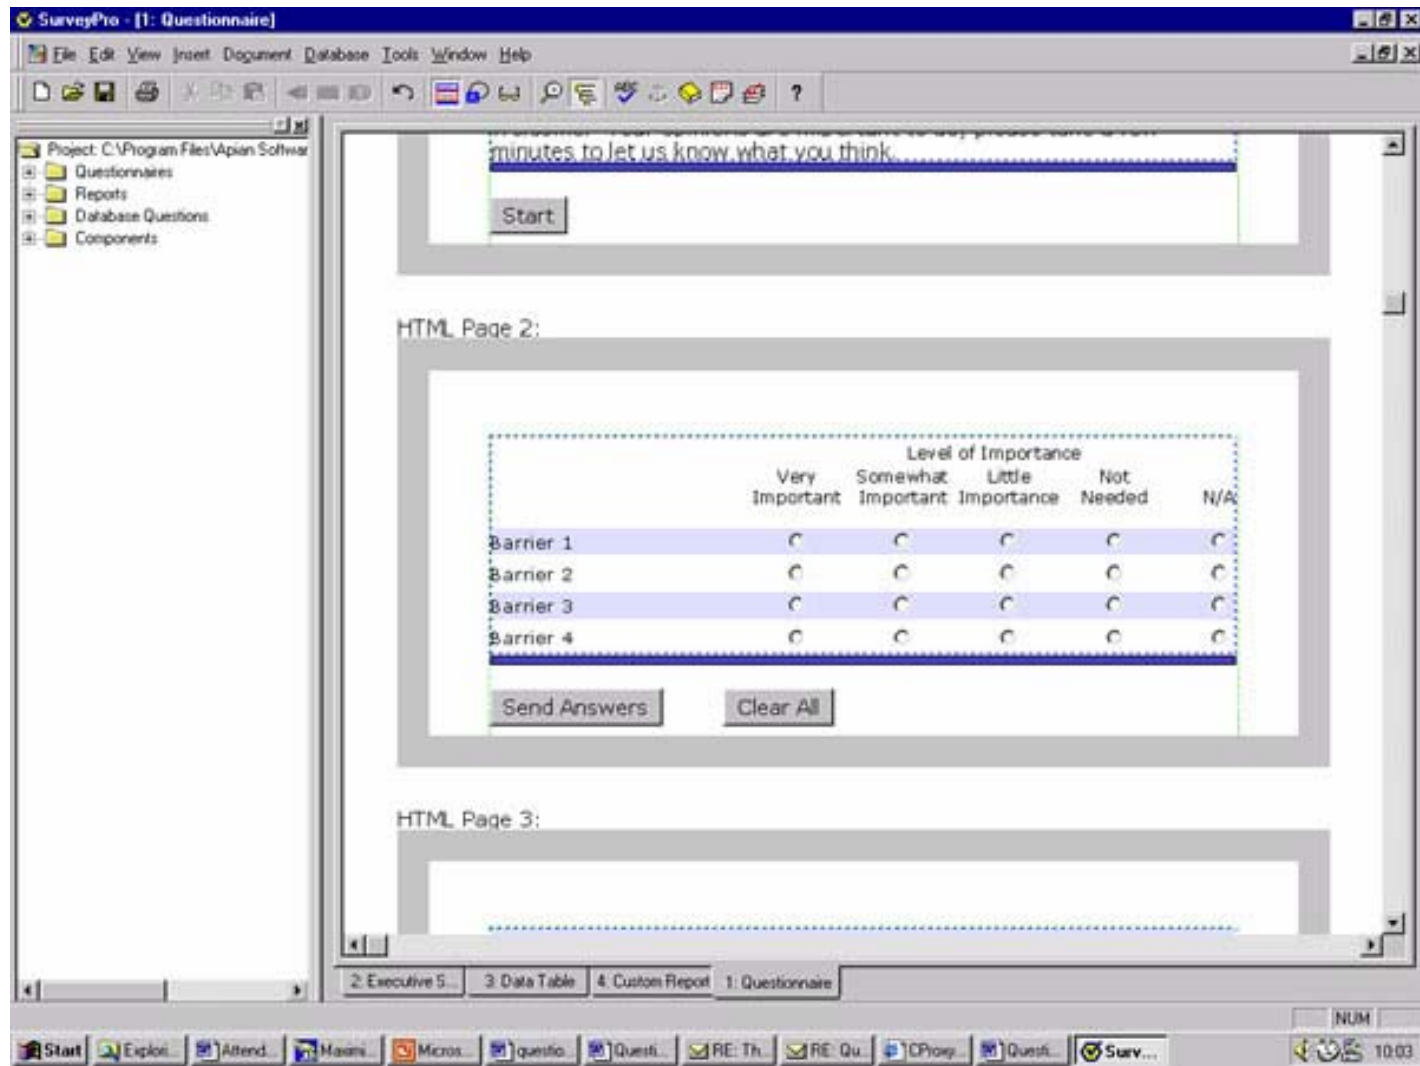 SurveyPro - [1: Questionnaire]
File Edit View Insert Document Database Tools Window Help
Project: C:\Program Files\Apian Softwar
Questionnaires
Reports
Database Questions
Components
minutes to let us know what you think.
Start
HTML Page 2:
Level of Importance
Very Somewhat Little Not
Important Important Importance Needed N/A
Barrier 1
Barrier 2
Barrier 3
Barrier 4
Send Answers Clear All
HTML Page 3:
2: Executive S... 3: Data Table 4: Custom Report 1: Questionnaire
NUM
Start Explori... Attend... Maximi... Micros... questio... Questi... RE: Th... RE: Qu... CProxy... Questi... Surv... 10:03